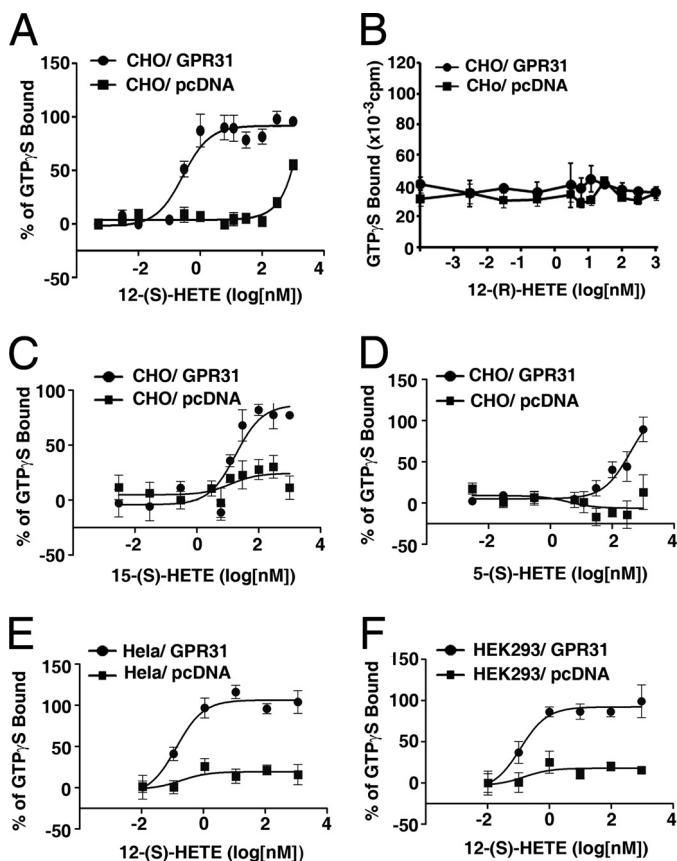 A
CHO/ GPR31
CHO/ pcDNA
% of GTPγS Bound
150
100
50
0
-50
-2
0
2
4
12-(S)-HETE (log[nM])
B
CHO/ GPR31
CHo/ pcDNA
GTPγS Bound (x10-3cpm)
120
100
80
60
40
20
0
-3
-2
-1
0
1
2
3
12-(R)-HETE (log[nM])
C
CHO/ GPR31
CHO/ pcDNA
% of GTPγS Bound
100
50
0
-50
-2
0
2
4
15-(S)-HETE (log[nM])
D
CHO/ GPR31
CHO/ pcDNA
% of GTPγS Bound
150
100
50
0
-50
-2
0
2
4
5-(S)-HETE (log[nM])
E
Hela/ GPR31
Hela/ pcDNA
% of GTPγS Bound
150
100
50
0
-50
-2
0
2
4
12-(S)-HETE (log[nM])
F
HEK293/ GPR31
HEK293/ pcDNA
% of GTPγS Bound
150
100
50
0
-50
-2
0
2
4
12-(S)-HETE (log[nM])